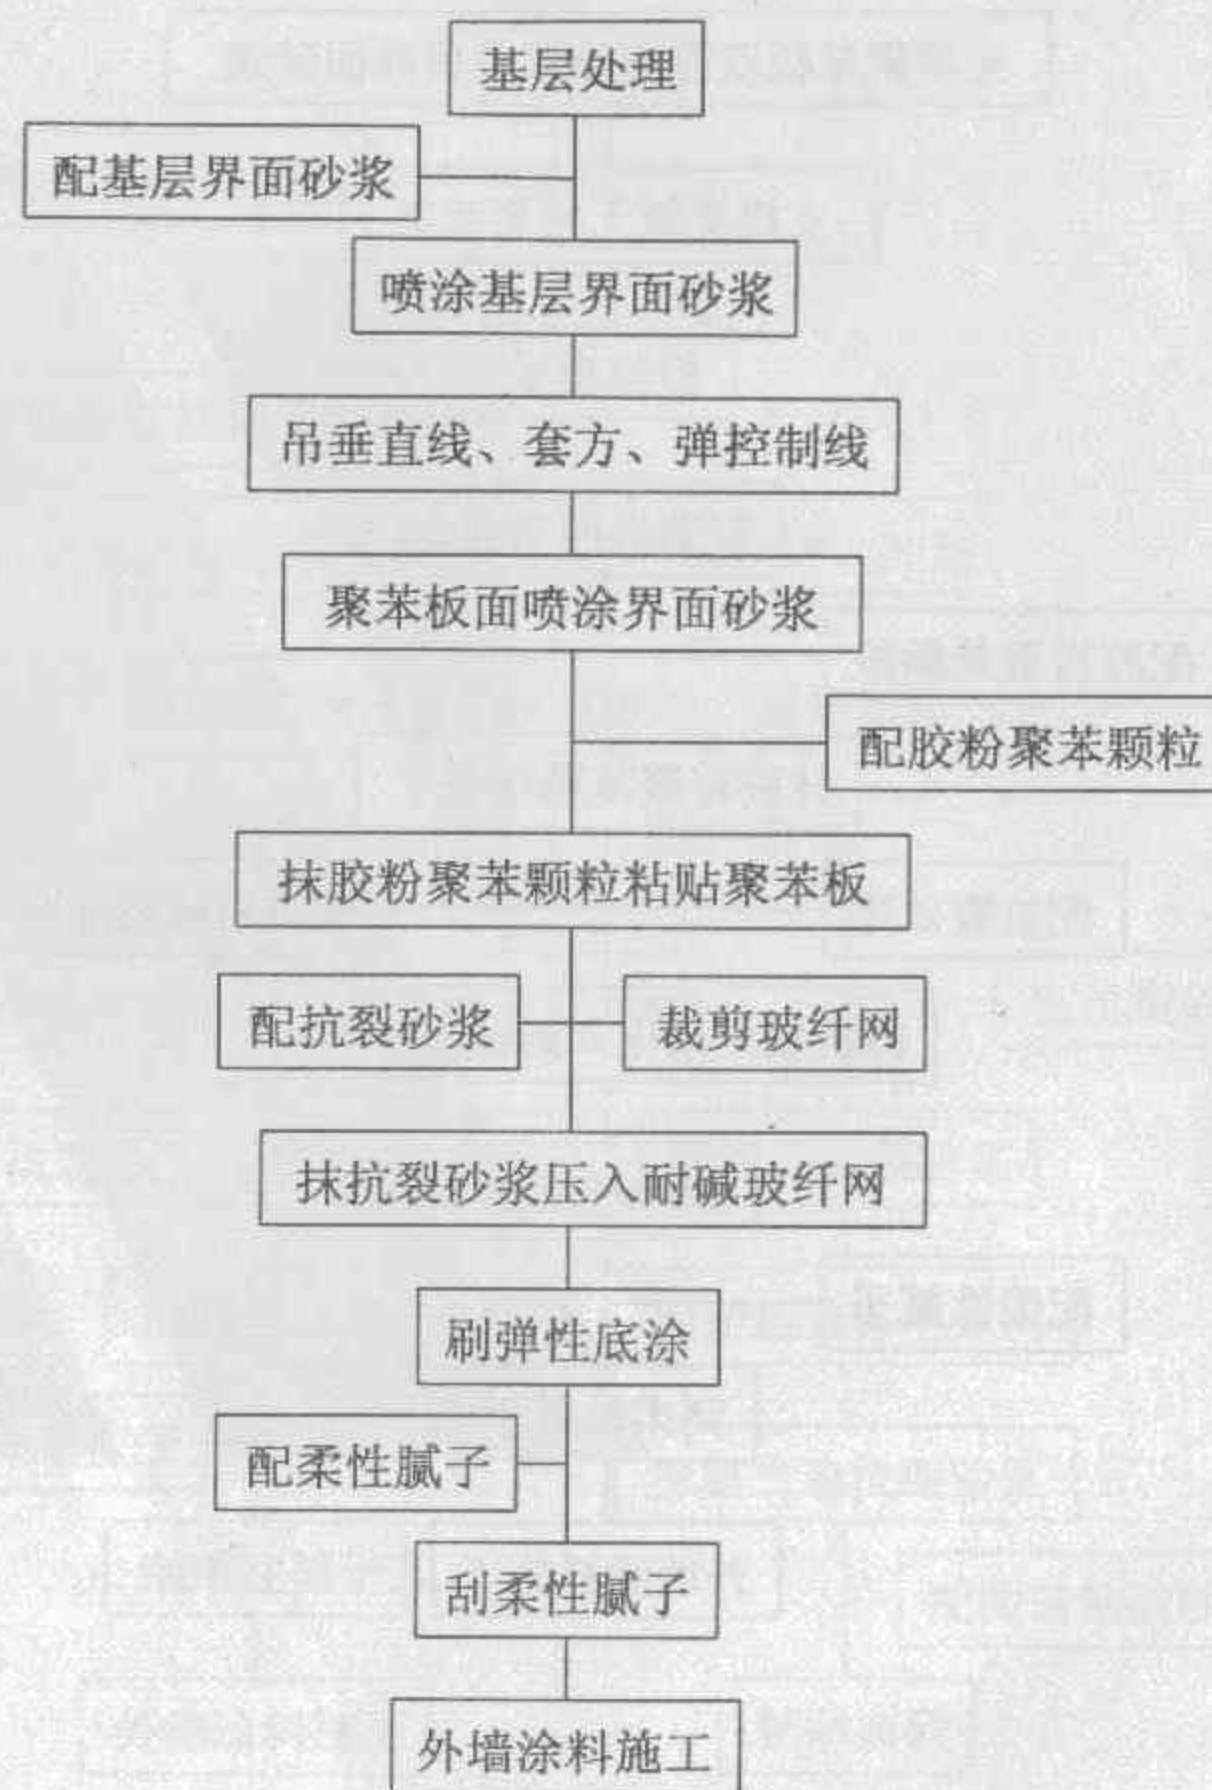 基层处理
配基层界面砂浆
喷涂基层界面砂浆
吊垂直线、套方、弹控制线
聚苯板面喷涂界面砂浆
配胶粉聚苯颗粒
抹胶粉聚苯颗粒粘贴聚苯板
配抗裂砂浆
裁剪玻纤网
抹抗裂砂浆压入耐碱玻纤网
刷弹性底涂
配柔性腻子
刮柔性腻子
外墙涂料施工